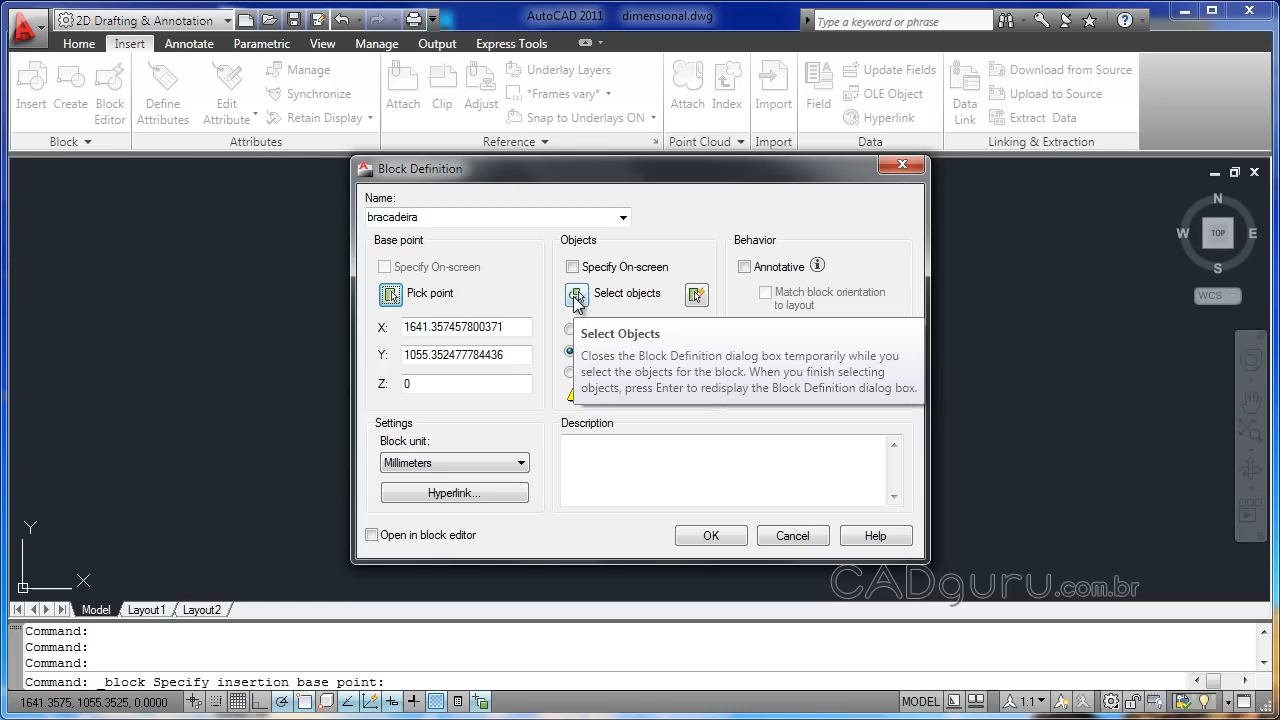 2D Drafting & Annotation
AutoCAD 2011 dimensional.dwg
Type a keyword or phrase
Home Insert Annotate Parametric View Manage Output Express Tools
Insert Create Block Editor
Define Attributes Edit Attribute
Manage
Synchronize
Display
Attach Clip Adjust
Underlay Layers
*Frames vary*
Snap to Underlays ON
Attach Index
Import
Field
Update Fields
OLE Object
Hyperlink
Data Link
Download from Source
Upload to Source
Extract Data
Block Attributes Reference Point Cloud Import Data Linking & Extraction
Block Definition
Name:
bracadeira
Base point Objects Behavior
Specify On-screen Specify On-screen Annotative
Pick point Select objects Match block orientation
to layout
X: 1641.357457800371
Y: 1055.352477784436
Z: 0
Select Objects
Closes the Block Definition dialog box temporarily while you
select the objects for the block. When you finish selecting
objects, press Enter to redisplay the Block Definition dialog box.
Settings Description
Block unit:
Millimeters
Hyperlink...
Open in block editor OK Cancel Help
N
W TOP E
S
WCS
Y
X
CADguru.com.br
Model Layout1 Layout2
Command:
Command:
Command:
Command: _block Specify insertion base point:
1641.3575, 1055.3525, 0.0000 MODEL 1:1